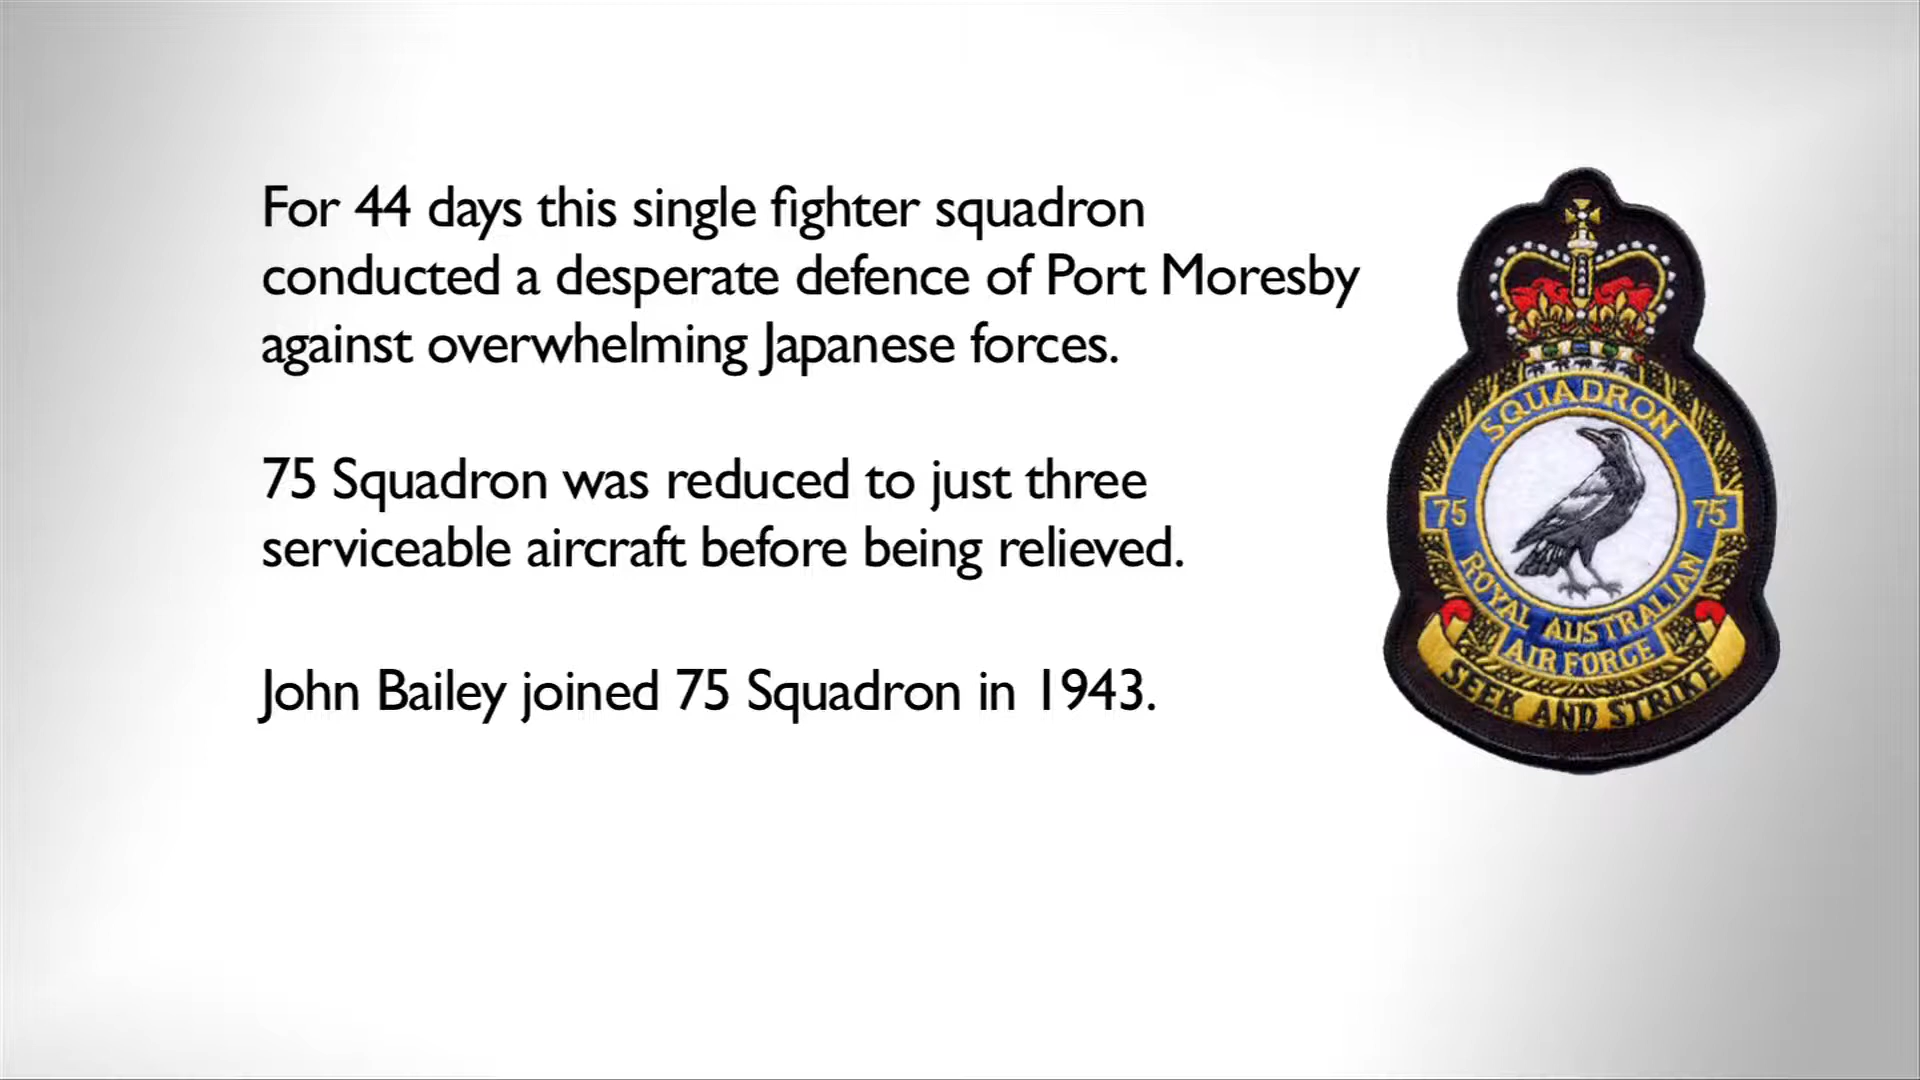 For 44 days this single fighter squadron
conducted a desperate defence of Port Moresby
against overwhelming Japanese forces.
75 Squadron was reduced to just three
serviceable aircraft before being relieved.
John Bailey joined 75 Squadron in 1943.
SQUADRON
75 75
ROYAL AUSTRALIAN
AIR FORCE
SEEK AND STRIKE